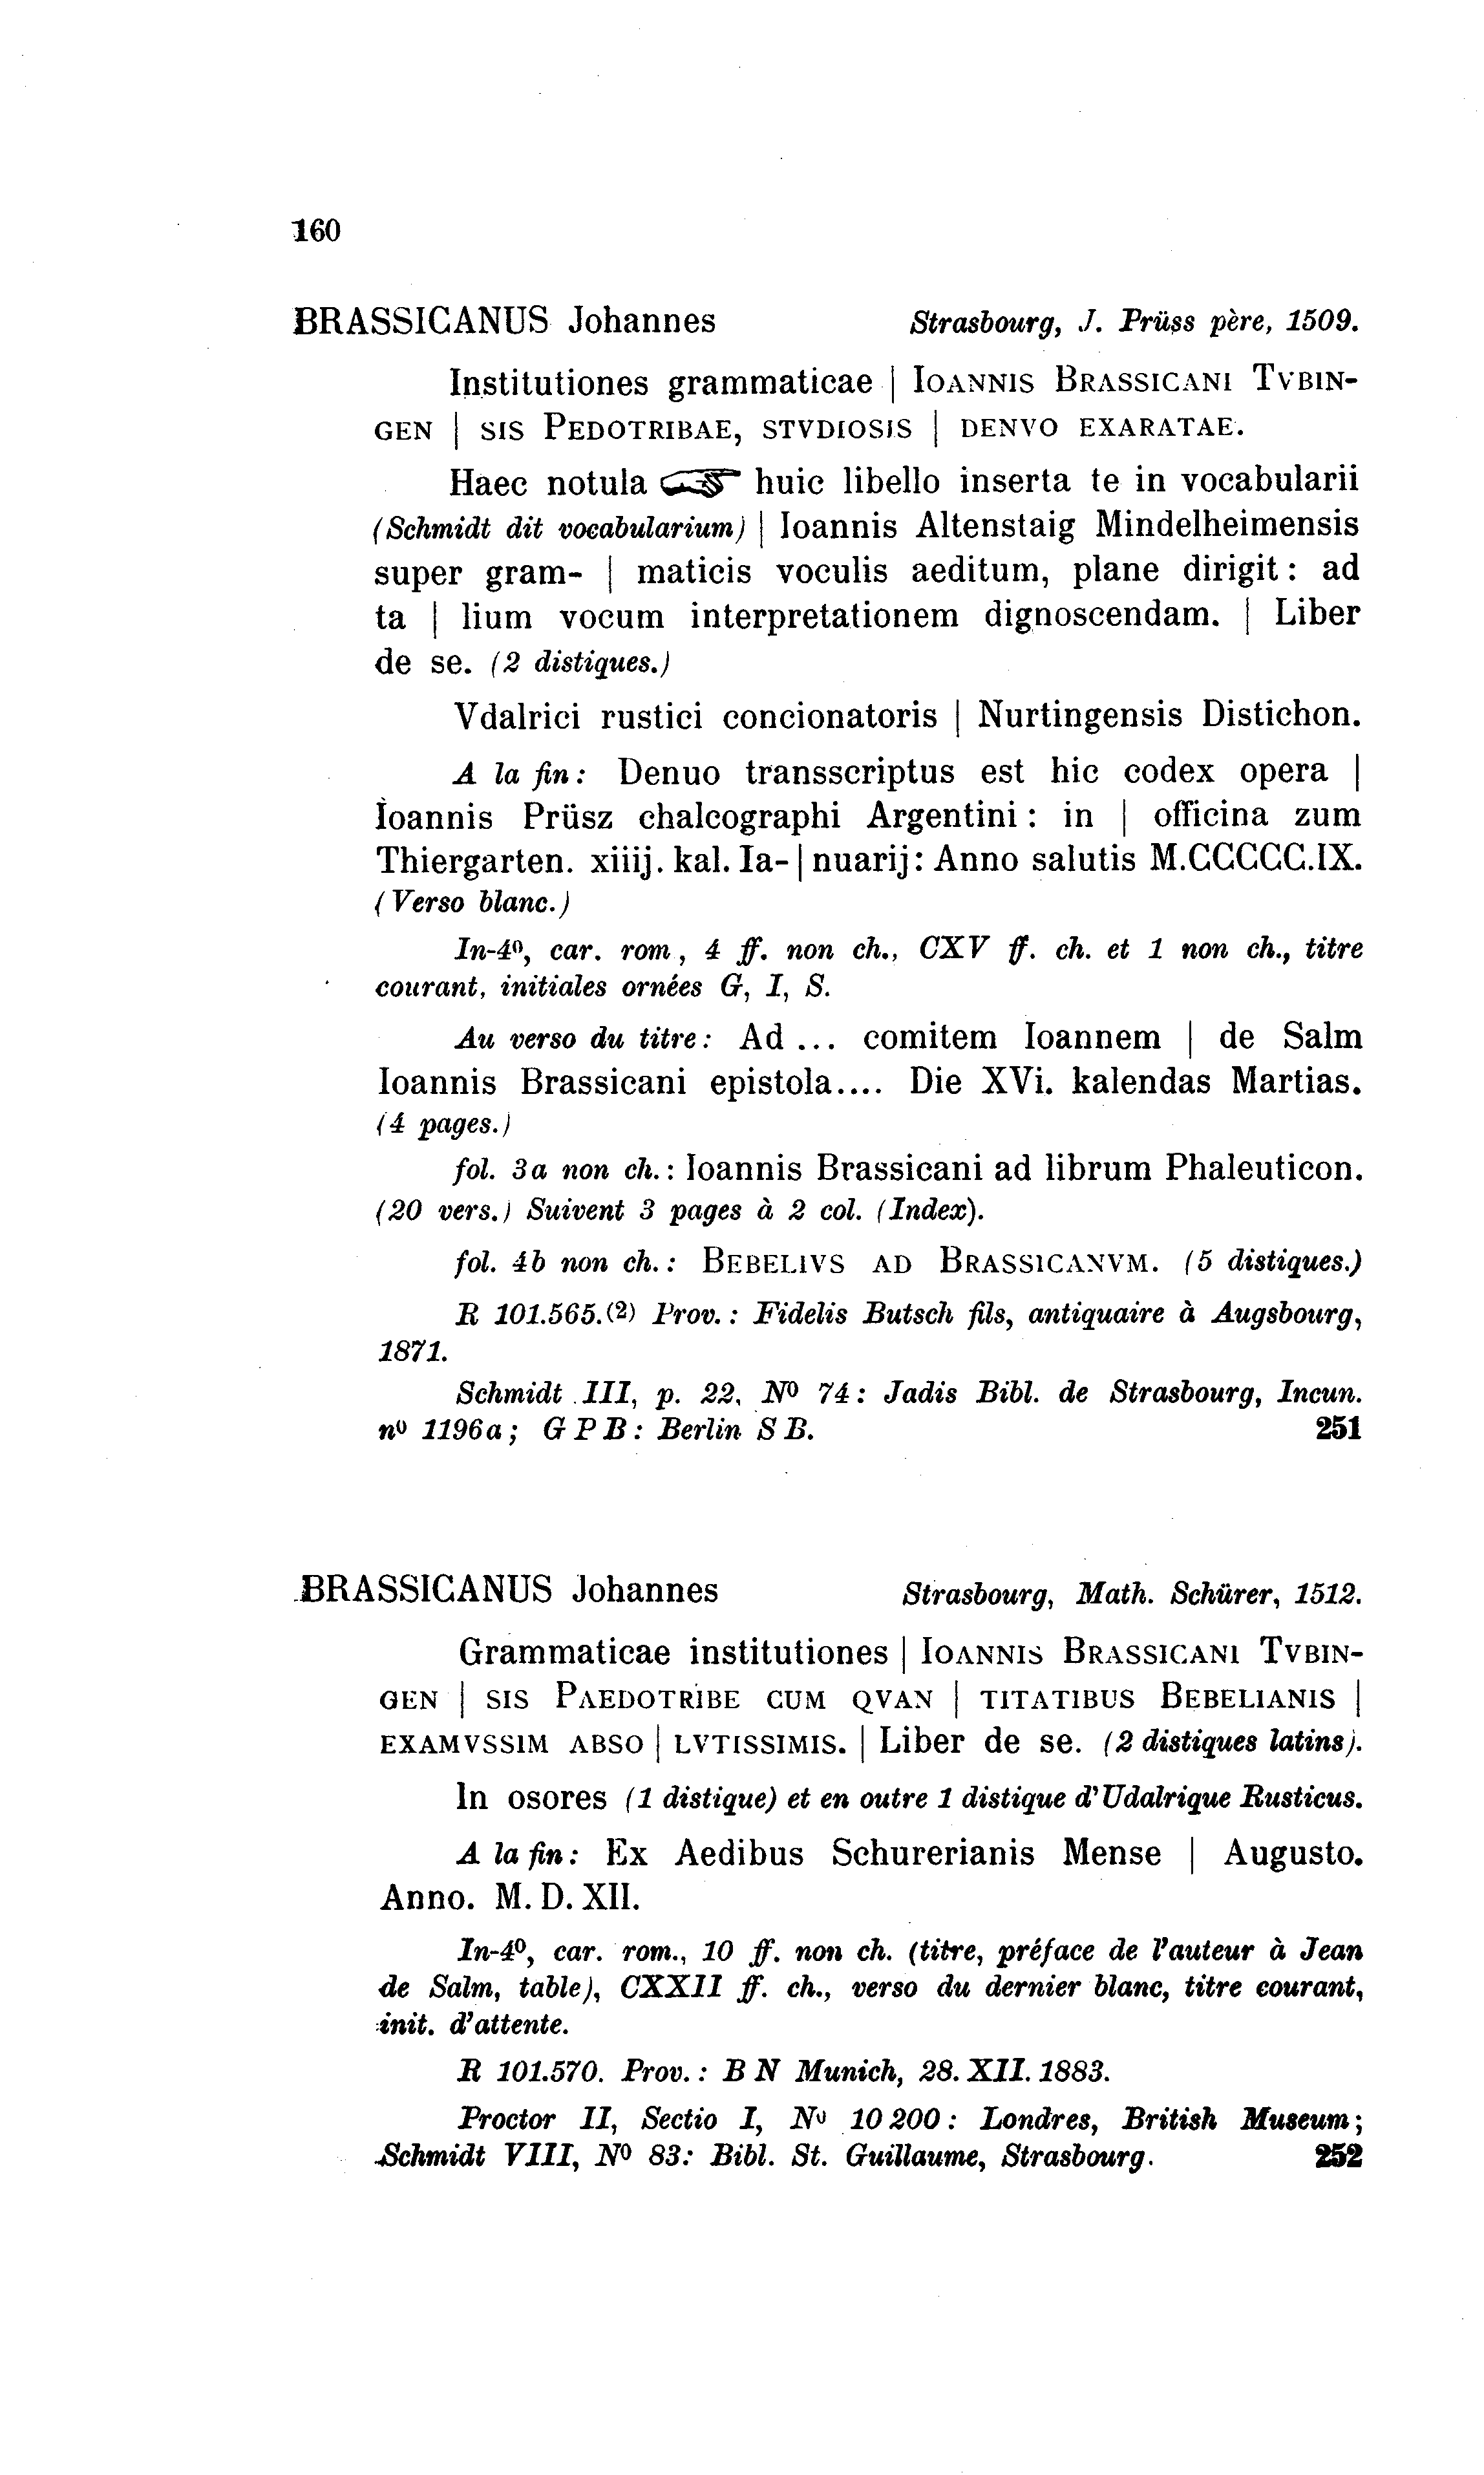 160
BRASSICANUS Johannes Strasbourg, J. Prüss père, 1509.
Institutiones grammaticae | IOANNIS BRASSICANI TVBIN-
GEN | SIS PEDOTRIBAE, STVDIOSIS | DENVO EXARATAE.
Haec notula ☞ huic libello inserta te in vocabularii
(Schmidt dit vocabularium) | Ioannis Altenstaig Mindelheimensis
super gram- | maticis voculis aeditum, plane dirigit : ad
ta | lium vocum interpretationem dignoscendam. | Liber
de se. (2 distiques.)
Vdalrici rustici concionatoris | Nurtingensis Distichon.
A la fin : Denuo transscriptus est hic codex opera |
Ioannis Prüsz chalcographi Argentini : in | officina zum
Thiergarten. xiiij. kal. Ia- | nuarij : Anno salutis M.CCCCC.IX.
(Verso blanc.)
In-4º, car. rom, 4 ff. non ch., CXV ff. ch. et 1 non ch., titre
courant, initiales ornées G, I, S.
Au verso du titre : Ad ... comitem Ioannem | de Salm
Ioannis Brassicani epistola.... Die XVi. kalendas Martias.
(4 pages.)
fol. 3a non ch. : Ioannis Brassicani ad librum Phaleuticon.
(20 vers.) Suivent 3 pages à 2 col. (Index).
fol. 4b non ch. : BEBELIVS AD BRASSICANVM. (5 distiques.)
R 101.565.(2) Prov. : Fidelis Butsch fils, antiquaire à Augsbourg,
1871.
Schmidt III, p. 22, Nº 74 : Jadis Bibl. de Strasbourg, Incun.
nº 1196a ; G P B : Berlin S B. 251
BRASSICANUS Johannes Strasbourg, Math. Schürer, 1512.
Grammaticae institutiones | IOANNIS BRASSICANI TVBIN-
GEN | SIS PAEDOTRIBE CUM QVAN | TITATIBUS BEBELIANIS |
EXAMVSSIM ABSO | LVTISSIMIS. | Liber de se. (2 distiques latins).
In osores (1 distique) et en outre 1 distique d'Udalrique Rusticus.
A la fin : Ex Aedibus Schurerianis Mense | Augusto.
Anno. M. D. XII.
In-4º, car. rom., 10 ff. non ch. (titre, préface de l'auteur à Jean
de Salm, table), CXXII ff. ch., verso du dernier blanc, titre courant,
init. d'attente.
R 101.570. Prov. : B N Munich, 28. XII. 1883.
Proctor II, Sectio I, Nº 10 200 : Londres, British Museum ;
Schmidt VIII, Nº 83 : Bibl. St. Guillaume, Strasbourg. 252